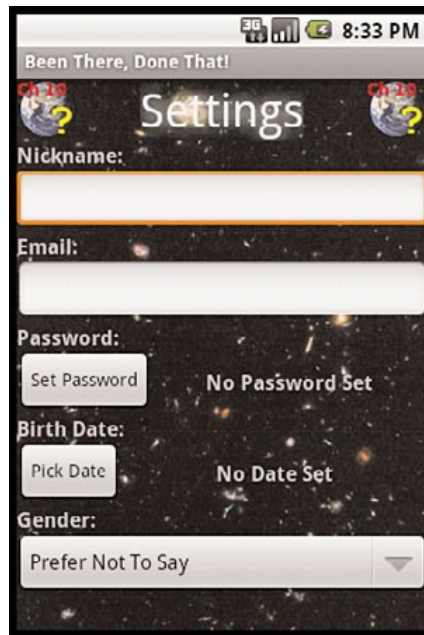 3G 8:33 PM
Been There, Done That!
Ch 10 Settings Ch 10
? ?
Nickname:
Email:
Password:
Set Password No Password Set
Birth Date:
Pick Date No Date Set
Gender:
Prefer Not To Say